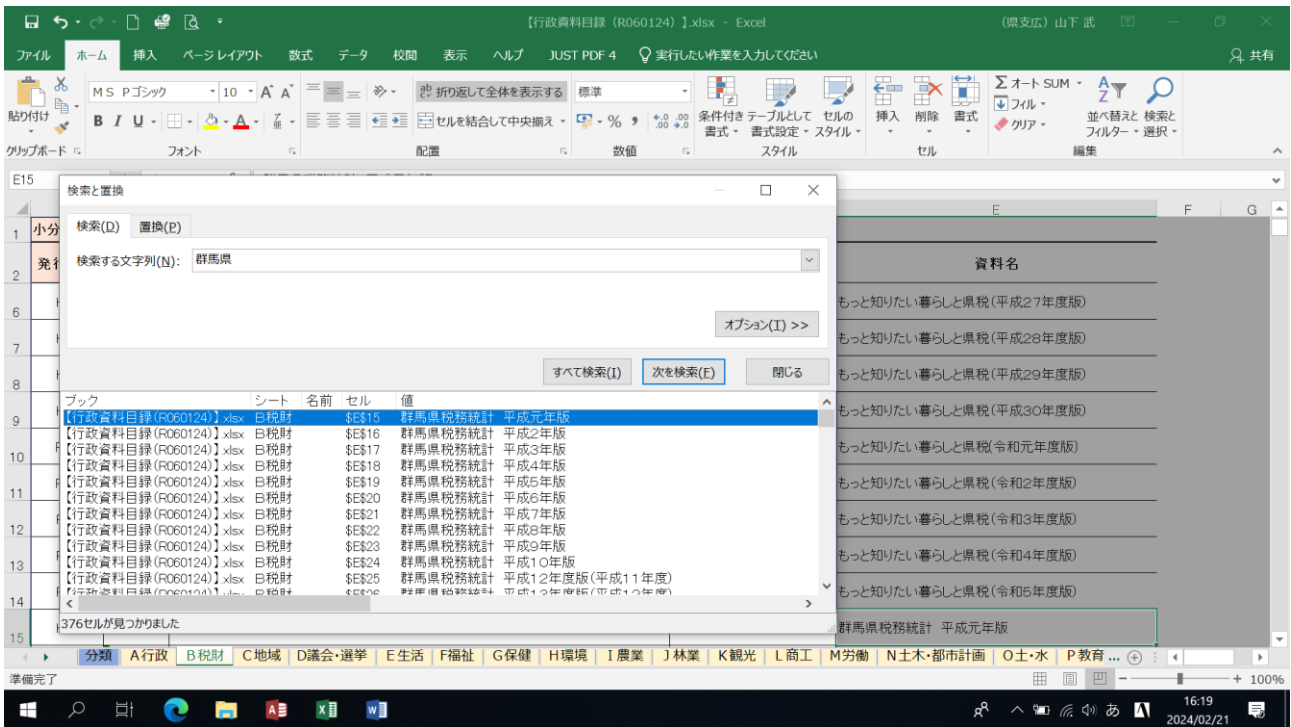 【行政資料目録（R060124）】.xlsx - Excel
（県支広）山下 武
ファイル ホーム 挿入 ページ レイアウト 数式 データ 校閲 表示 ヘルプ JUST PDF 4 実行したい作業を入力してください 共有
ＭＳ Ｐゴシック 10 折り返して全体を表示する 標準 オート SUM
貼り付け B I U セルを結合して中央揃え % 条件付き書式 テーブルとして書式設定 セルのスタイル 挿入 削除 書式 フィル クリア 並べ替えと フィルター 検索と選択
クリップボード フォント 配置 数値 スタイル セル 編集
E15
検索と置換
検索(D) 置換(P)
検索する文字列(N): 群馬県
オプション(T) >>
すべて検索(I) 次を検索(F) 閉じる
ブック シート 名前 セル 値
【行政資料目録(R060124)】.xlsx B税財 $E$15 群馬県税務統計 平成元年版
【行政資料目録(R060124)】.xlsx B税財 $E$16 群馬県税務統計 平成2年版
【行政資料目録(R060124)】.xlsx B税財 $E$17 群馬県税務統計 平成3年版
【行政資料目録(R060124)】.xlsx B税財 $E$18 群馬県税務統計 平成4年版
【行政資料目録(R060124)】.xlsx B税財 $E$19 群馬県税務統計 平成5年版
【行政資料目録(R060124)】.xlsx B税財 $E$20 群馬県税務統計 平成6年版
【行政資料目録(R060124)】.xlsx B税財 $E$21 群馬県税務統計 平成7年版
【行政資料目録(R060124)】.xlsx B税財 $E$22 群馬県税務統計 平成8年版
【行政資料目録(R060124)】.xlsx B税財 $E$23 群馬県税務統計 平成9年版
【行政資料目録(R060124)】.xlsx B税財 $E$24 群馬県税務統計 平成10年版
【行政資料目録(R060124)】.xlsx B税財 $E$25 群馬県税務統計 平成12年度版(平成11年度)
376セルが見つかりました
E F G
1 小分
2 発行 資料名
6 もっと知りたい暮らしと県税(平成27年度版)
7 もっと知りたい暮らしと県税(平成28年度版)
8 もっと知りたい暮らしと県税(平成29年度版)
9 もっと知りたい暮らしと県税(平成30年度版)
10 もっと知りたい暮らしと県税(令和元年度版)
11 もっと知りたい暮らしと県税(令和2年度版)
12 もっと知りたい暮らしと県税(令和3年度版)
13 もっと知りたい暮らしと県税(令和4年度版)
14 もっと知りたい暮らしと県税(令和5年度版)
15 群馬県税務統計 平成元年版
分類 A行政 B税財 C地域 D議会・選挙 E生活 F福祉 G保健 H環境 I農業 J林業 K観光 L商工 M労働 N土木・都市計画 O土・水 P教育 ...
準備完了 100%
あ 16:19
2024/02/21